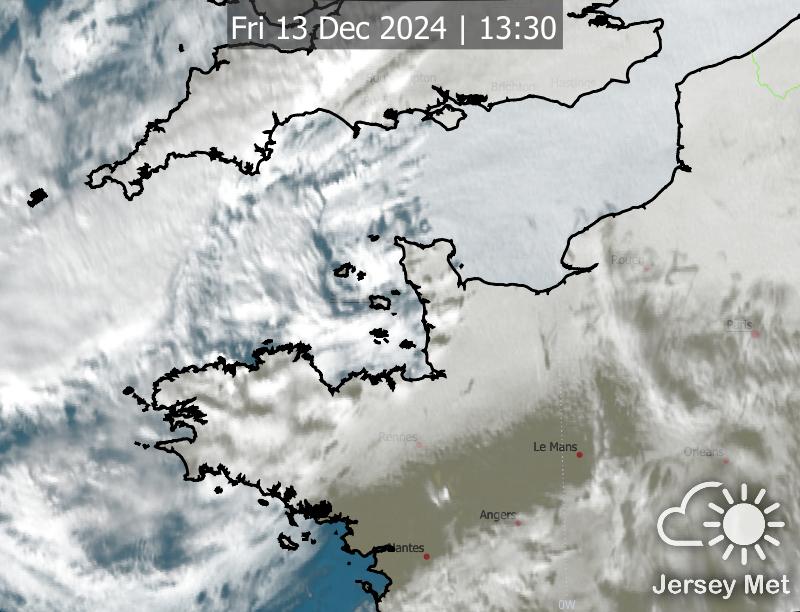 Fri 13 Dec 2024 | 13:30
Brighton
Hastings
Rouen
Paris
Rennes
Le Mans
Orleans
Angers
Nantes
0W
Jersey Met